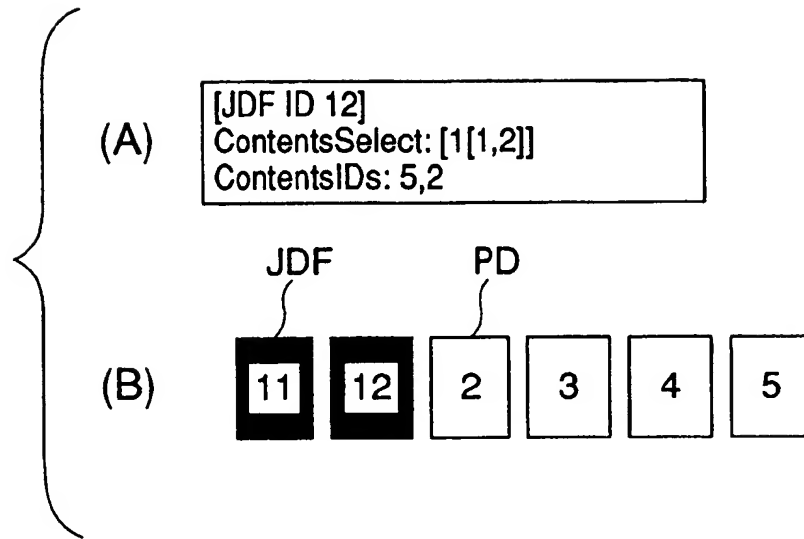 (A)
[JDF ID 12]
ContentsSelect: [1[1,2]]
ContentsIDs: 5,2
JDF PD
(B)
11 12 2 3 4 5